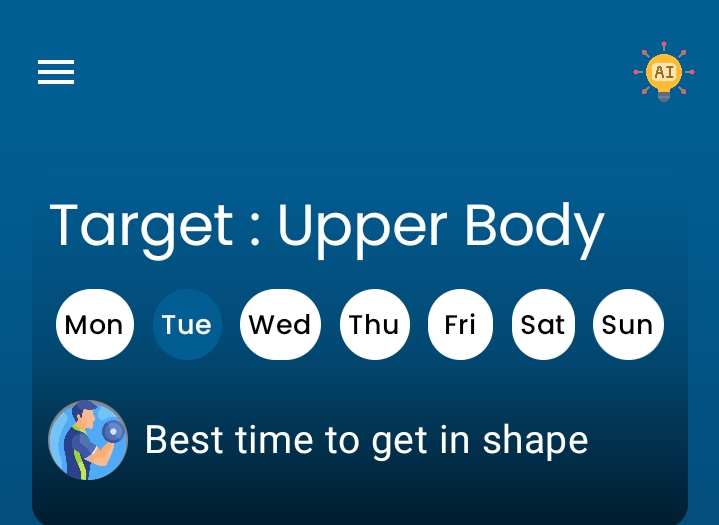 AI
Target : Upper Body
Mon Tue Wed Thu Fri Sat Sun
Best time to get in shape